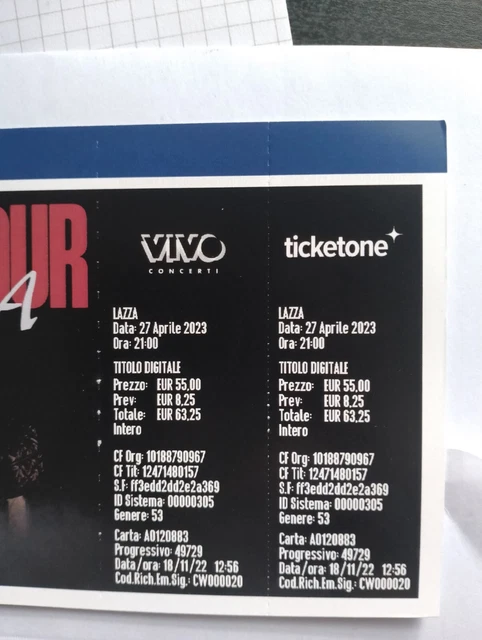 OUR
VIVO
CONCERTI
LAZZA
Data: 27 Aprile 2023
Ora: 21:00
TITOLO DIGITALE
Prezzo: EUR 55,00
Prev: EUR 8,25
Totale: EUR 63,25
Intero
CF Org: 10188790967
CF Tit: 12471480157
S.F: ff3edd2dd2e2a369
ID Sistema: 00000305
Genere: 53
Carta: A0120883
Progressivo: 49729
Data/ora: 18/11/22 12:56
Cod.Rich.Em.Sig.: CW000020
ticketone
LAZZA
Data: 27 Aprile 2023
Ora: 21:00
TITOLO DIGITALE
Prezzo: EUR 55,00
Prev: EUR 8,25
Totale: EUR 63,25
Intero
CF Org: 10188790967
CF Tit: 12471480157
S.F: ff3edd2dd2e2a369
ID Sistema: 00000305
Genere: 53
Carta: A0120883
Progressivo: 49729
Data/ora: 18/11/22 12:56
Cod.Rich.Em.Sig.: CW000020